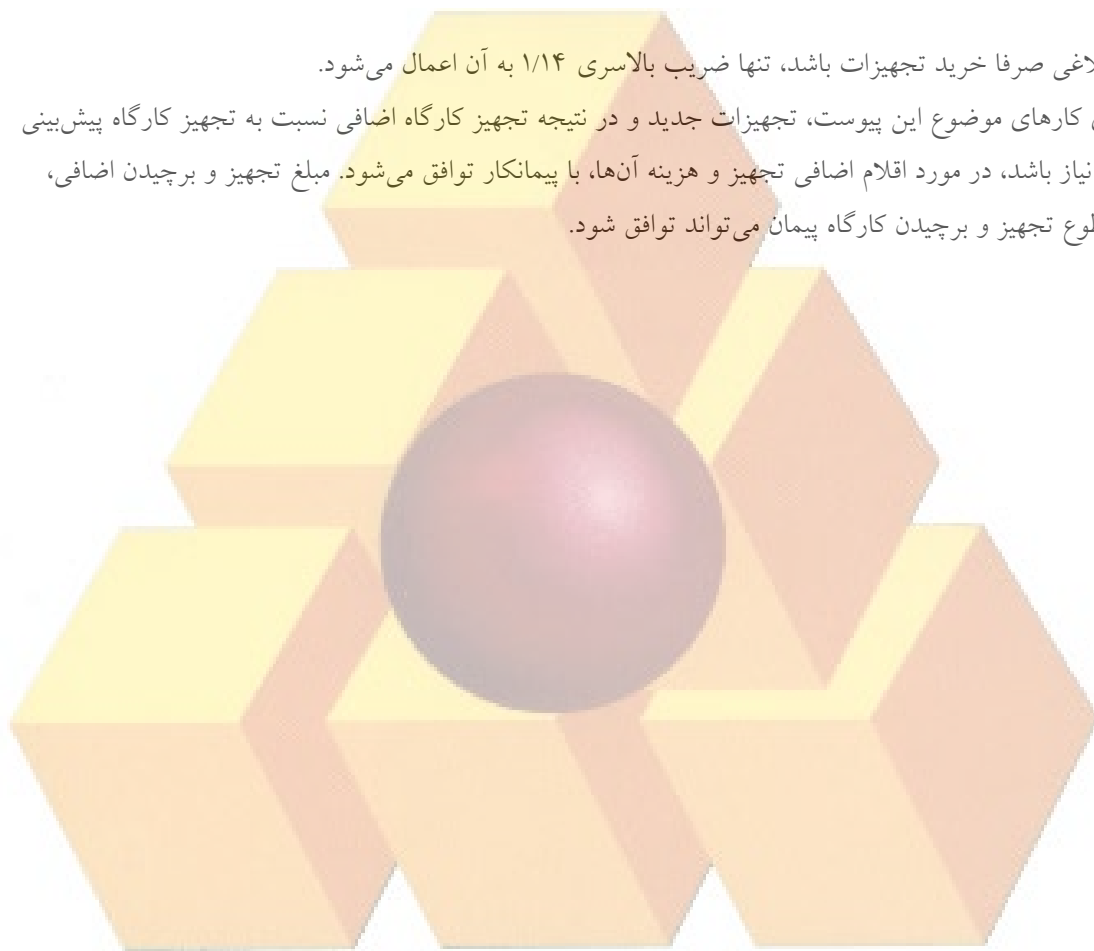 لاغی صرفا خرید تجهیزات باشد، تنها ضریب بالاسری ۱/۱۴ به آن اعمال می‌شود.
کارهای موضوع این پیوست، تجهیزات جدید و در نتیجه تجهیز کارگاه اضافی نسبت به تجهیز کارگاه پیش‌بینی
نیاز باشد، در مورد اقلام اضافی تجهیز و هزینه آن‌ها، با پیمانکار توافق می‌شود. مبلغ تجهیز و برچیدن اضافی،
طوع تجهیز و برچیدن کارگاه پیمان می‌تواند توافق شود.